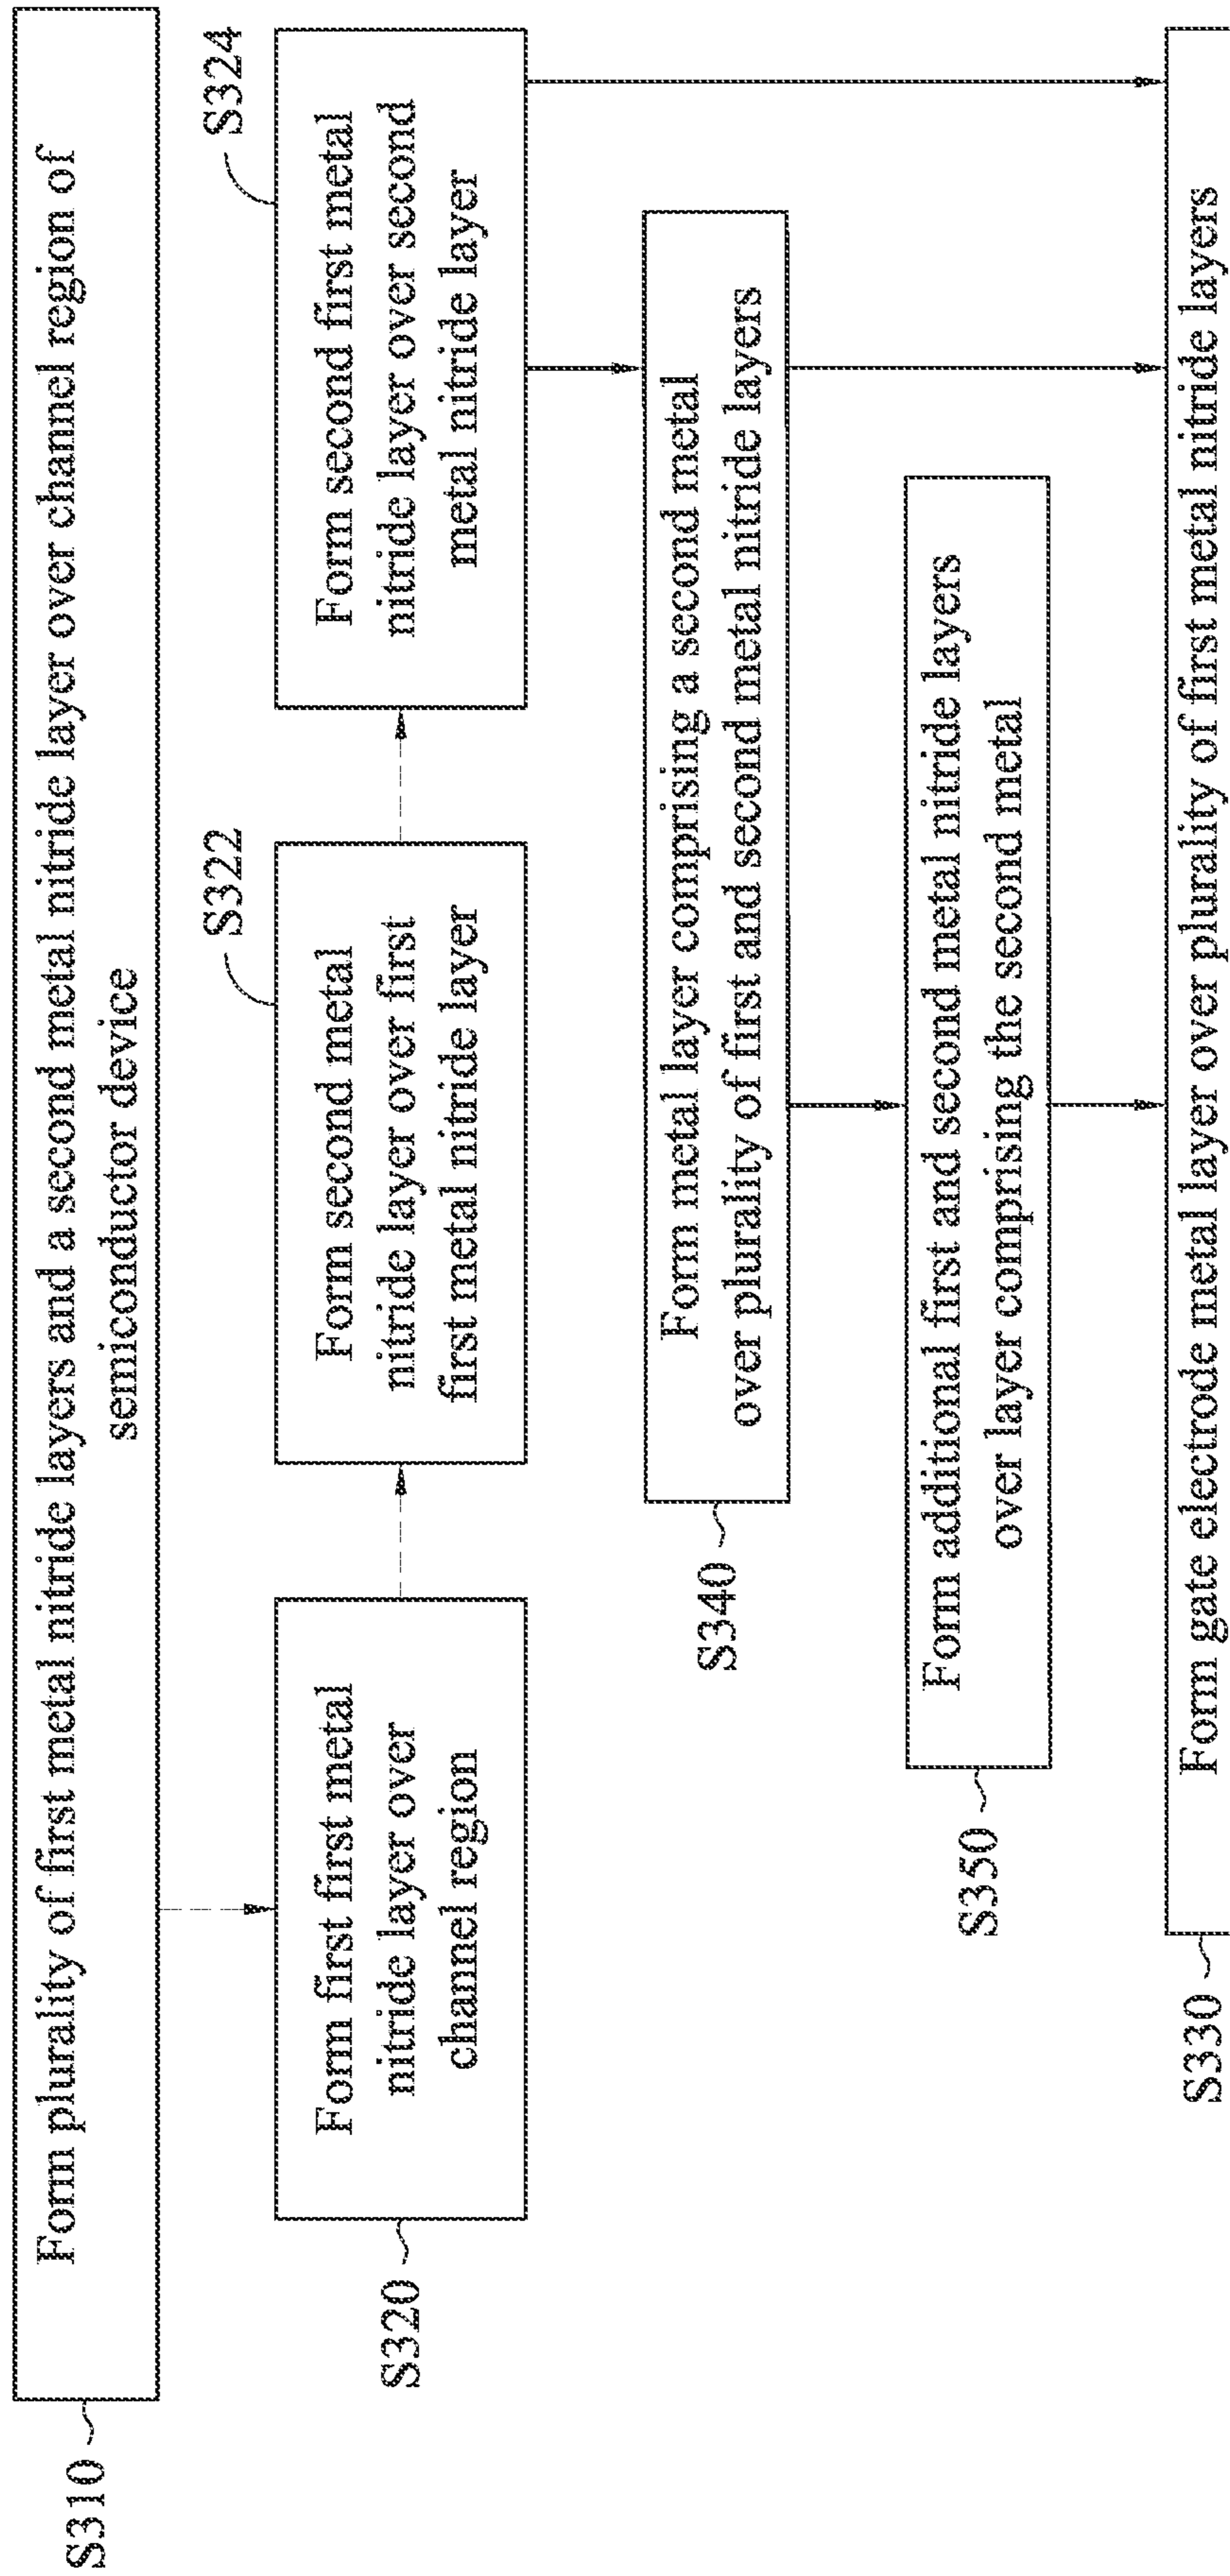 S310
Form plurality of first metal nitride layers and a second metal nitride layer over channel region of
semiconductor device
S320
Form first first metal
nitride layer over
channel region
S322
Form second metal
nitride layer over first
first metal nitride layer
S324
Form second first metal
nitride layer over second
metal nitride layer
S340
Form metal layer comprising a second metal
over plurality of first and second metal nitride layers
S350
Form additional first and second metal nitride layers
over layer comprising the second metal
S330
Form gate electrode metal layer over plurality of first metal nitride layers